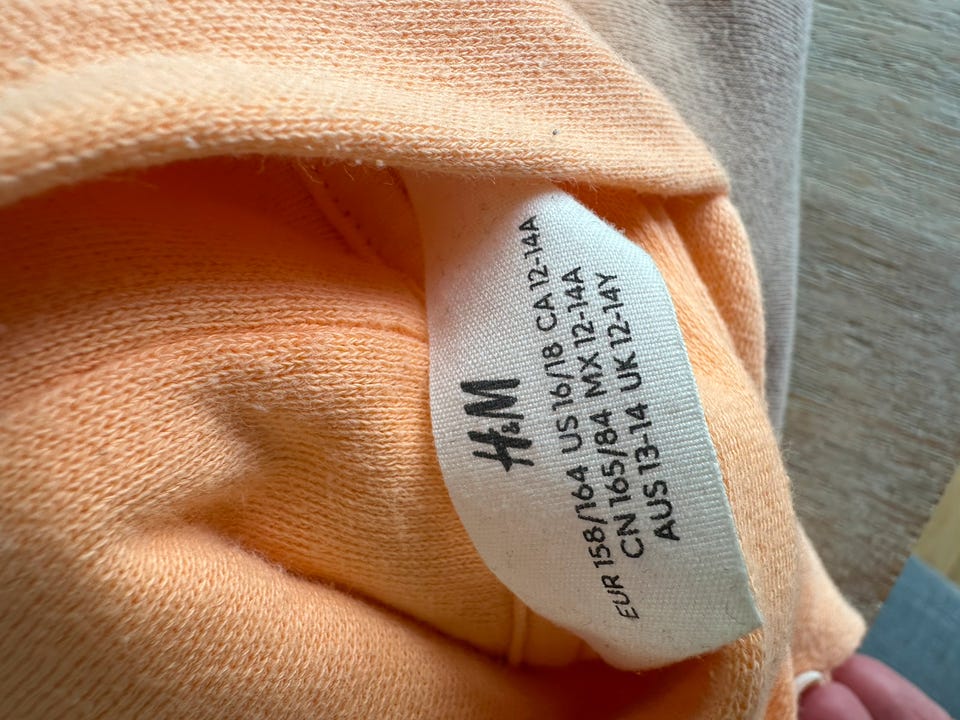 H&M
EUR 158/164 US 16/18 CA 12-14A
CN 165/84 MX 12-14A
AUS 13-14 UK 12-14Y